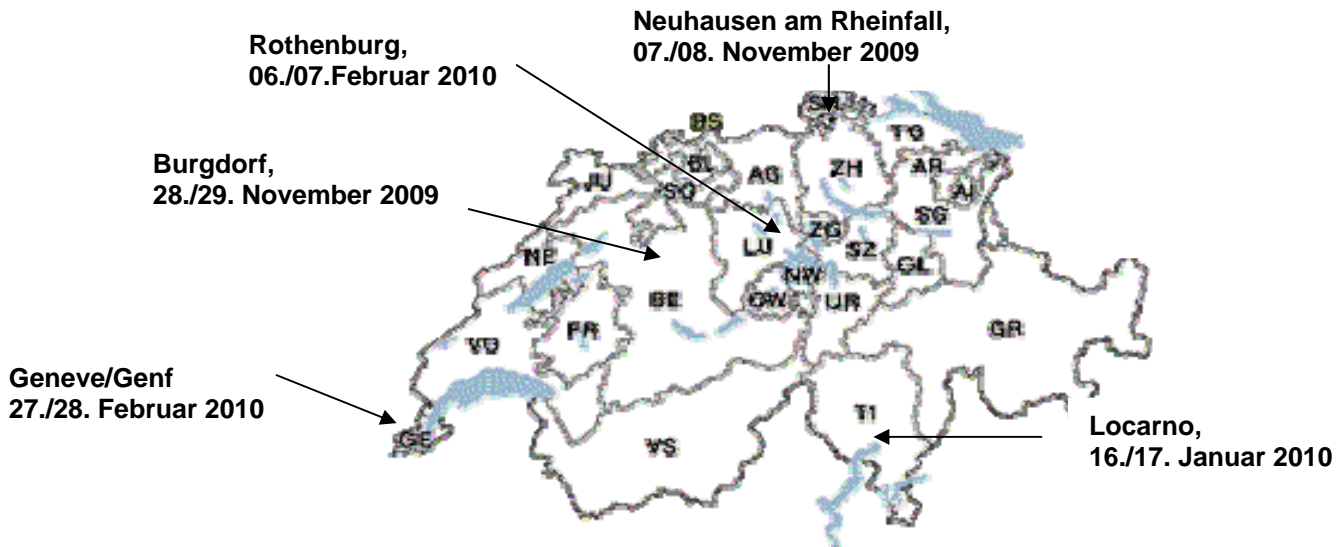 Neuhausen am Rheinfall,
07./08. November 2009
Rothenburg,
06./07.Februar 2010
Burgdorf,
28./29. November 2009
Geneve/Genf
27./28. Februar 2010
Locarno,
16./17. Januar 2010
SH
BS
TG
BL
AG
ZH
AR
JU
SO
AI
SG
ZG
LU
SZ
NE
NW
GL
BE
OW
UR
FR
GR
VD
TI
GE
VS